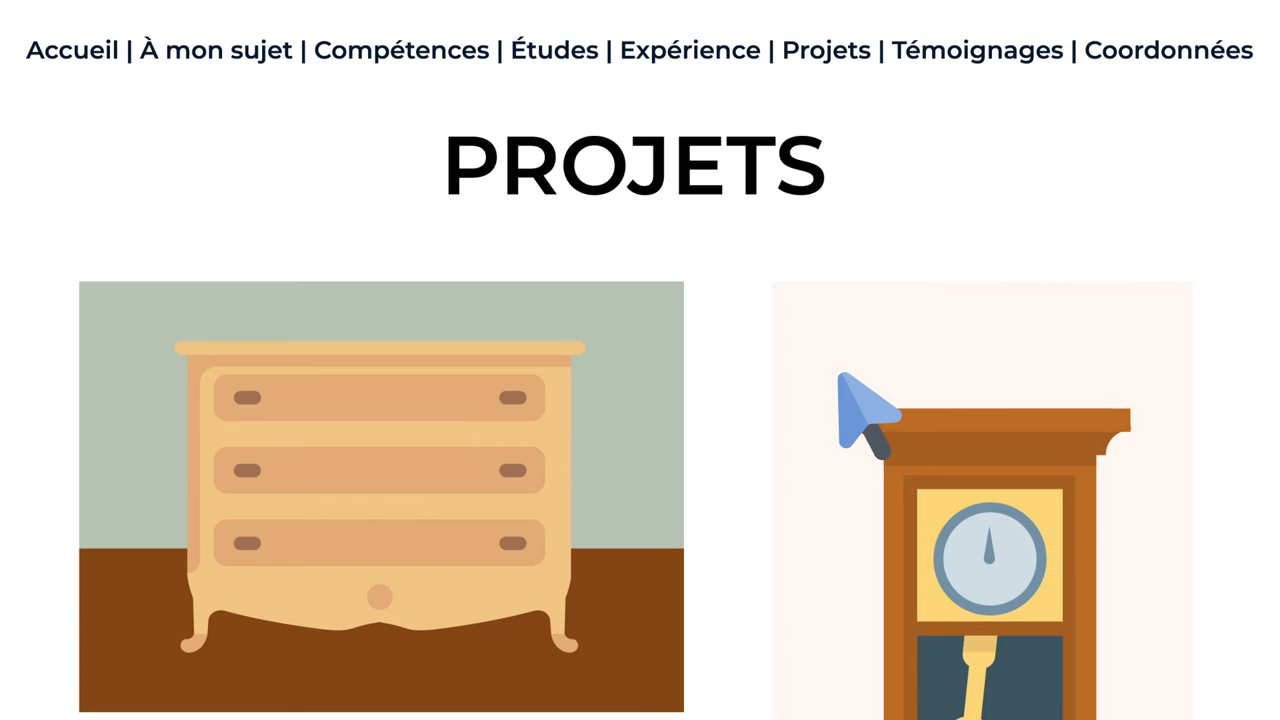 Accueil | À mon sujet | Compétences | Études | Expérience | Projets | Témoignages | Coordonnées
PROJETS